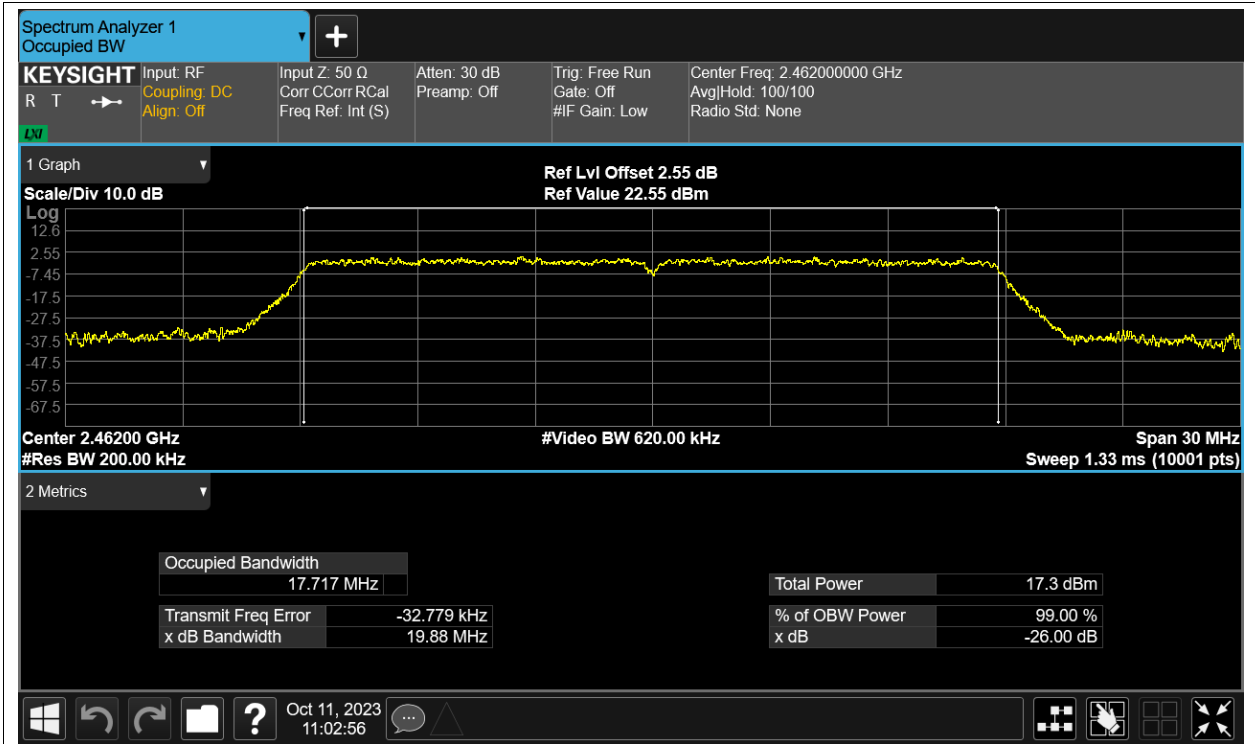 Spectrum Analyzer 1
Occupied BW
KEYSIGHT
R T
LXI
Input: RF
Coupling: DC
Align: Off
Input Z: 50 Ω
Corr CCorr RCal
Freq Ref: Int (S)
Atten: 30 dB
Preamp: Off
Trig: Free Run
Gate: Off
#IF Gain: Low
Center Freq: 2.462000000 GHz
Avg|Hold: 100/100
Radio Std: None
1 Graph
Scale/Div 10.0 dB
Ref Lvl Offset 2.55 dB
Ref Value 22.55 dBm
Log
12.6
2.55
-7.45
-17.5
-27.5
-37.5
-47.5
-57.5
-67.5
Center 2.46200 GHz
#Video BW 620.00 kHz
Span 30 MHz
#Res BW 200.00 kHz
Sweep 1.33 ms (10001 pts)
2 Metrics
Occupied Bandwidth
17.717 MHz
Total Power 17.3 dBm
Transmit Freq Error -32.779 kHz
% of OBW Power 99.00 %
x dB Bandwidth 19.88 MHz
x dB -26.00 dB
?
Oct 11, 2023
11:02:56